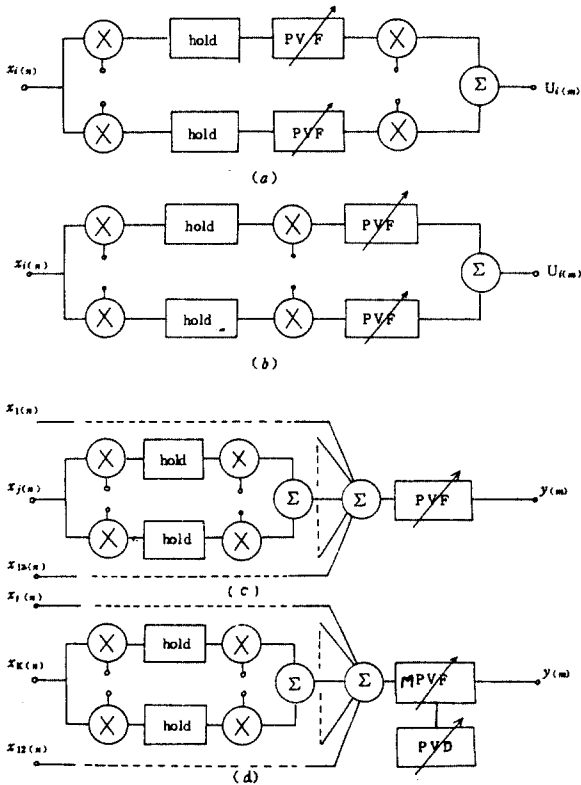 X hold PVF X
xi(n) Σ Ui(m)
X hold PVF X
(a)
X hold X PVF
xi(n) Σ Ui(m)
X hold X PVF
(b)
x1(n)
X hold X
xj(n) Σ Σ PVF y(m)
X hold X
x12(n)
(c)
x1(n)
X hold X
xK(n) Σ Σ MPVF y(m)
X hold X PVD
x12(n)
(d)